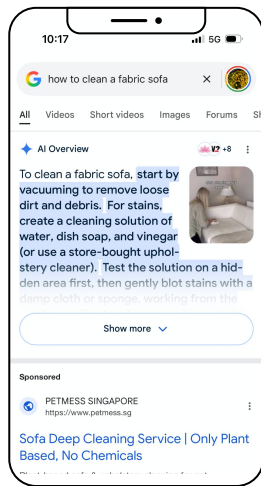 10:17
5G
how to clean a fabric sofa
All Videos Short videos Images Forums
AI Overview
+8
To clean a fabric sofa, start by
vacuuming to remove loose
dirt and debris. For stains,
create a cleaning solution of
water, dish soap, and vinegar
(or use a store-bought uphol-
stery cleaner). Test the solution on a hid-
den area first, then gently blot stains with a
damp cloth or sponge, working from the
Show more
Sponsored
PETMESS SINGAPORE
https://www.petmess.sg
Sofa Deep Cleaning Service | Only Plant
Based, No Chemicals